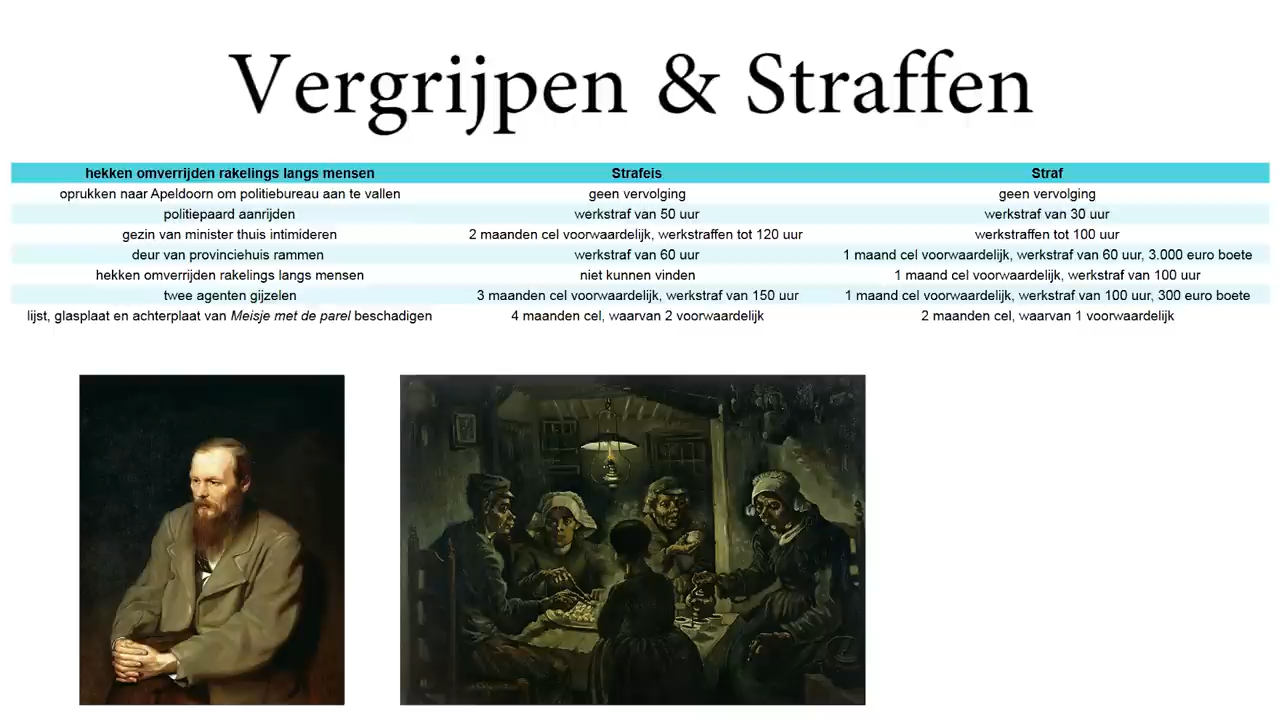 Vergrijpen & Straffen
hekken omverrijden rakelings langs mensen Strafeis Straf
oprukken naar Apeldoorn om politiebureau aan te vallen geen vervolging geen vervolging
politiepaard aanrijden werkstraf van 50 uur werkstraf van 30 uur
gezin van minister thuis intimideren 2 maanden cel voorwaardelijk, werkstraffen tot 120 uur werkstraffen tot 100 uur
deur van provinciehuis rammen werkstraf van 60 uur 1 maand cel voorwaardelijk, werkstraf van 60 uur, 3.000 euro boete
hekken omverrijden rakelings langs mensen niet kunnen vinden 1 maand cel voorwaardelijk, werkstraf van 100 uur
twee agenten gijzelen 3 maanden cel voorwaardelijk, werkstraf van 150 uur 1 maand cel voorwaardelijk, werkstraf van 100 uur, 300 euro boete
lijst, glasplaat en achterplaat van Meisje met de parel beschadigen 4 maanden cel, waarvan 2 voorwaardelijk 2 maanden cel, waarvan 1 voorwaardelijk